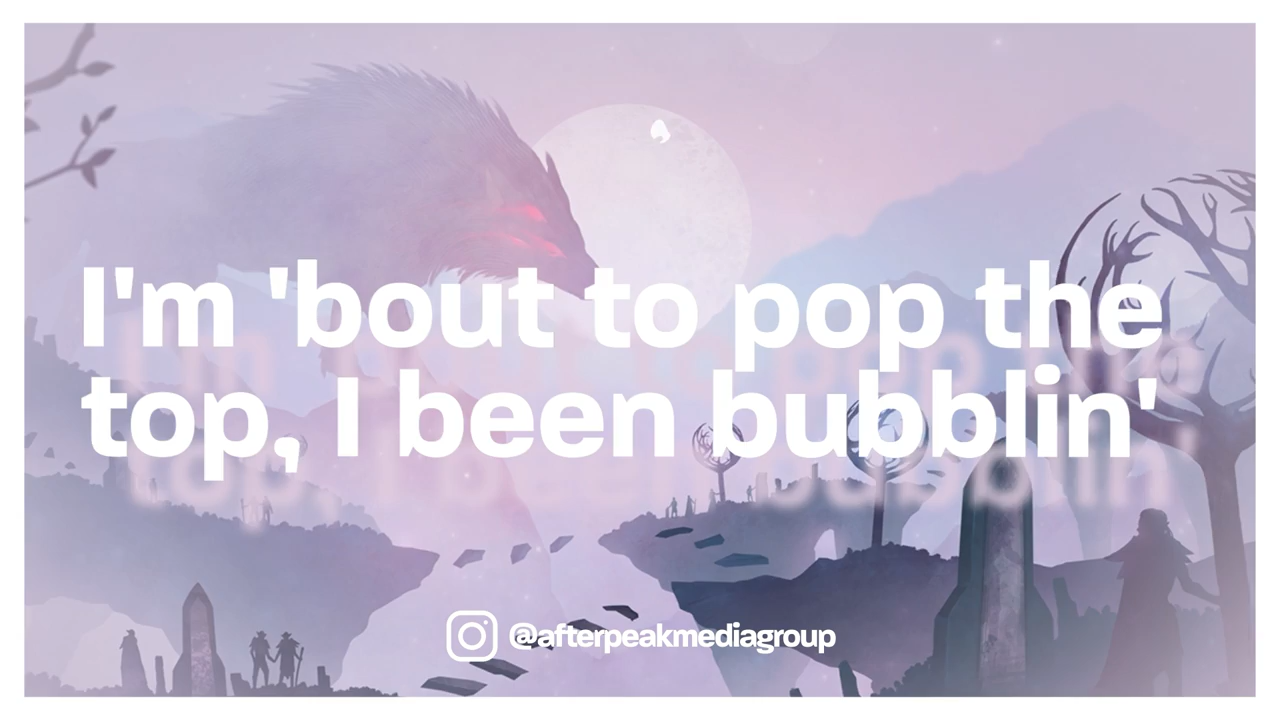 I'm 'bout to pop the
top, I been bubblin'
@afterpeakmediagroup